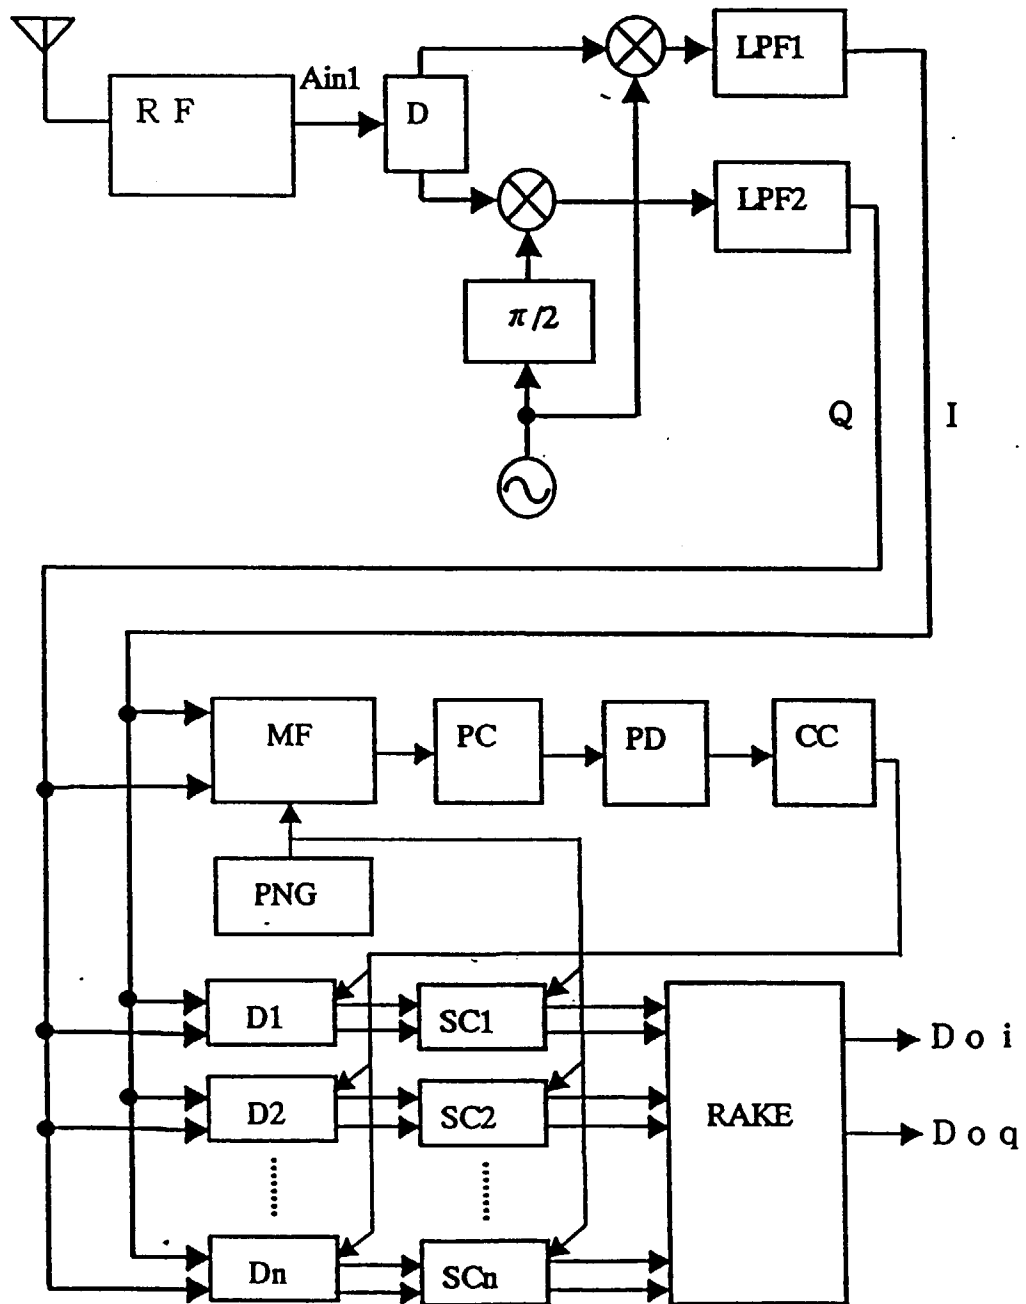 Ain1
R F
D
LPF1
LPF2
π/2
Q
I
MF
PC
PD
CC
PNG
D1
SC1
D o i
D2
SC2
RAKE
D o q
Dn
SCn